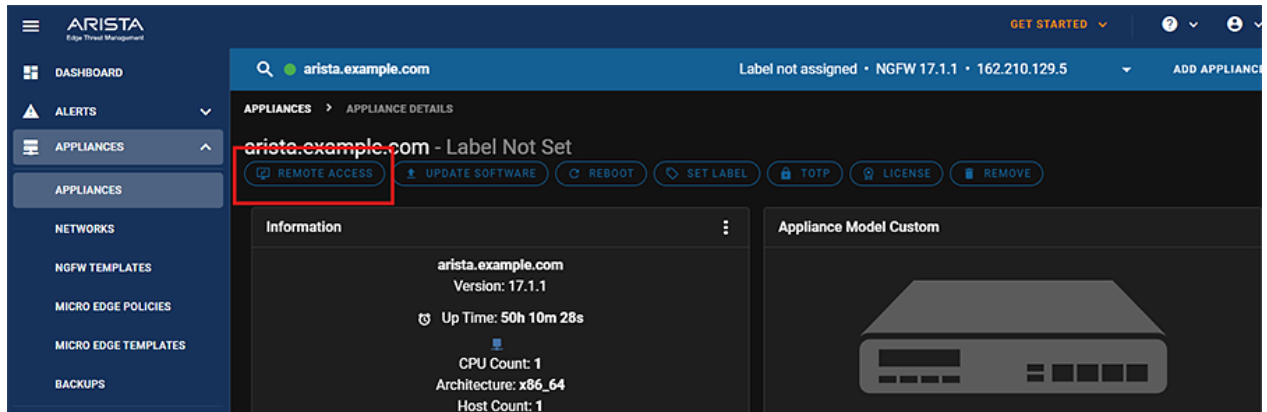 ARISTA
Edge Threat Management
GET STARTED
DASHBOARD
arista.example.com
Label not assigned • NGFW 17.1.1 • 162.210.129.5
ADD APPLIANCE
ALERTS
APPLIANCES > APPLIANCE DETAILS
APPLIANCES
arista.example.com - Label Not Set
REMOTE ACCESS
UPDATE SOFTWARE
REBOOT
SET LABEL
TOTP
LICENSE
REMOVE
APPLIANCES
NETWORKS
NGFW TEMPLATES
MICRO EDGE POLICIES
MICRO EDGE TEMPLATES
BACKUPS
Information
arista.example.com
Version: 17.1.1
Up Time: 50h 10m 28s
CPU Count: 1
Architecture: x86_64
Host Count: 1
Appliance Model Custom